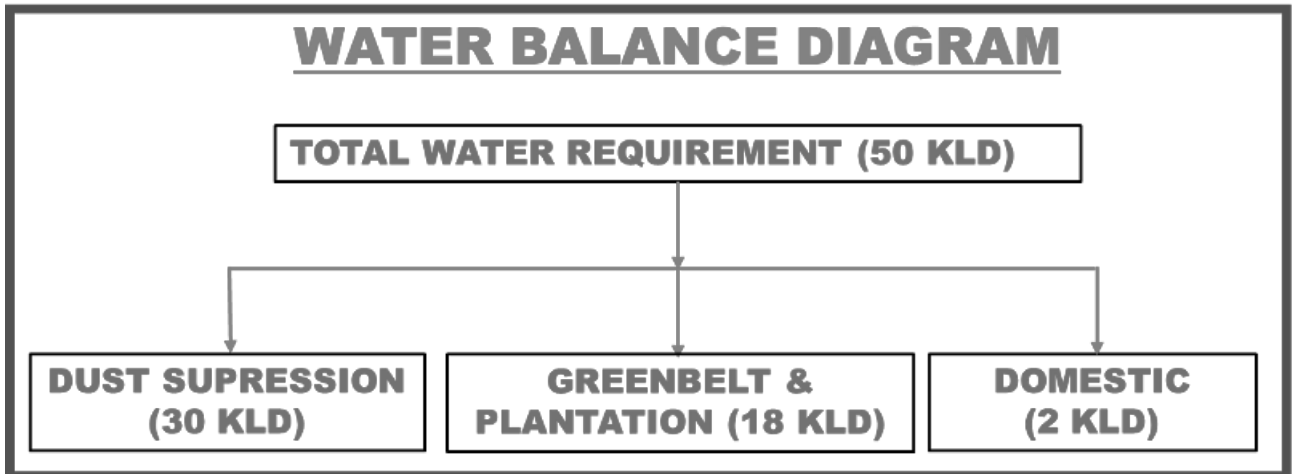 WATER BALANCE DIAGRAM
TOTAL WATER REQUIREMENT (50 KLD)
DUST SUPRESSION
(30 KLD)
GREENBELT &
PLANTATION (18 KLD)
DOMESTIC
(2 KLD)